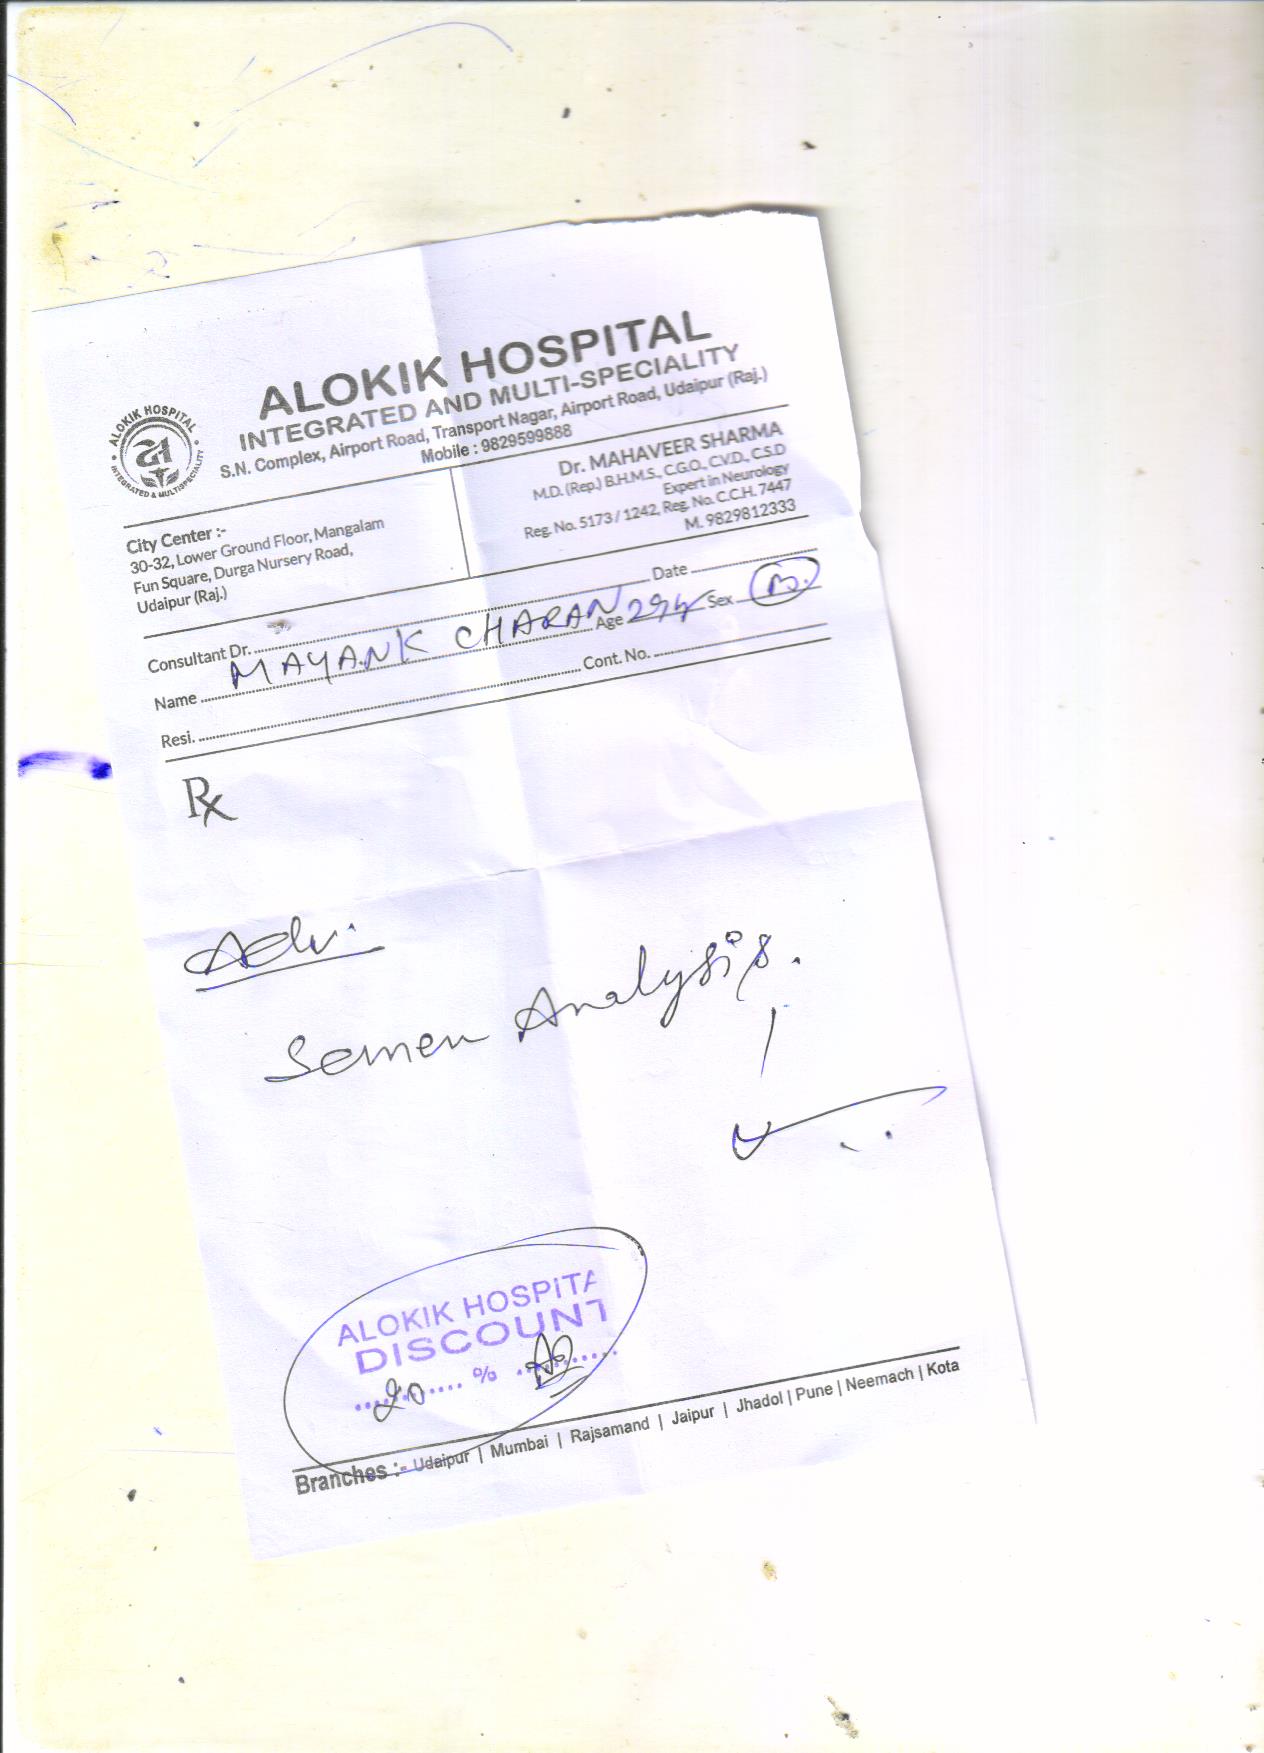 ALOKIK HOSPITAL
INTEGRATED AND MULTI-SPECIALITY
S.N. Complex, Airport Road, Transport Nagar, Airport Road, Udaipur (Raj.)
Mobile : 9829599888
ALOKIK HOSPITAL
INTEGRATED & MULTISPECIALITY
City Center :-
30-32, Lower Ground Floor, Mangalam
Fun Square, Durga Nursery Road,
Udaipur (Raj.)
Dr. MAHAVEER SHARMA
M.D. (Rep.) B.H.M.S., C.G.O., C.V.D., C.S.D
Expert in Neurology
Reg. No. 5173 / 1242, Reg. No. C.C.H. 7447
M. 9829812333
Consultant Dr. Date
Name MAYANK CHARAN Age 29y Sex
Resi. Cont. No.
Rx
Adv.
Semen Analysis.
ALOKIK HOSPITA
DISCOUNT
20 %
Branches :- Udaipur | Mumbai | Rajsamand | Jaipur | Jhadol | Pune | Neemach | Kota